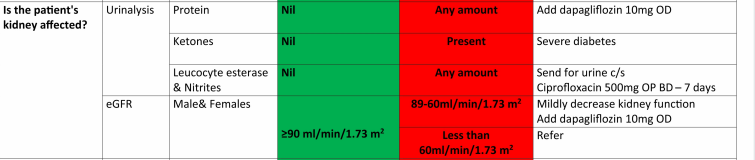 Is the patient's kidney affected?
Urinalysis Protein Nil Any amount Add dapagliflozin 10mg OD
Ketones Nil Present Severe diabetes
Leucocyte esterase & Nitrites Nil Any amount Send for urine c/s
Ciprofloxacin 500mg OP BD – 7 days
eGFR Male& Females ≥90 ml/min/1.73 m² 89-60ml/min/1.73 m² Mildly decrease kidney function
Add dapagliflozin 10mg OD
Less than 60ml/min/1.73 m² Refer